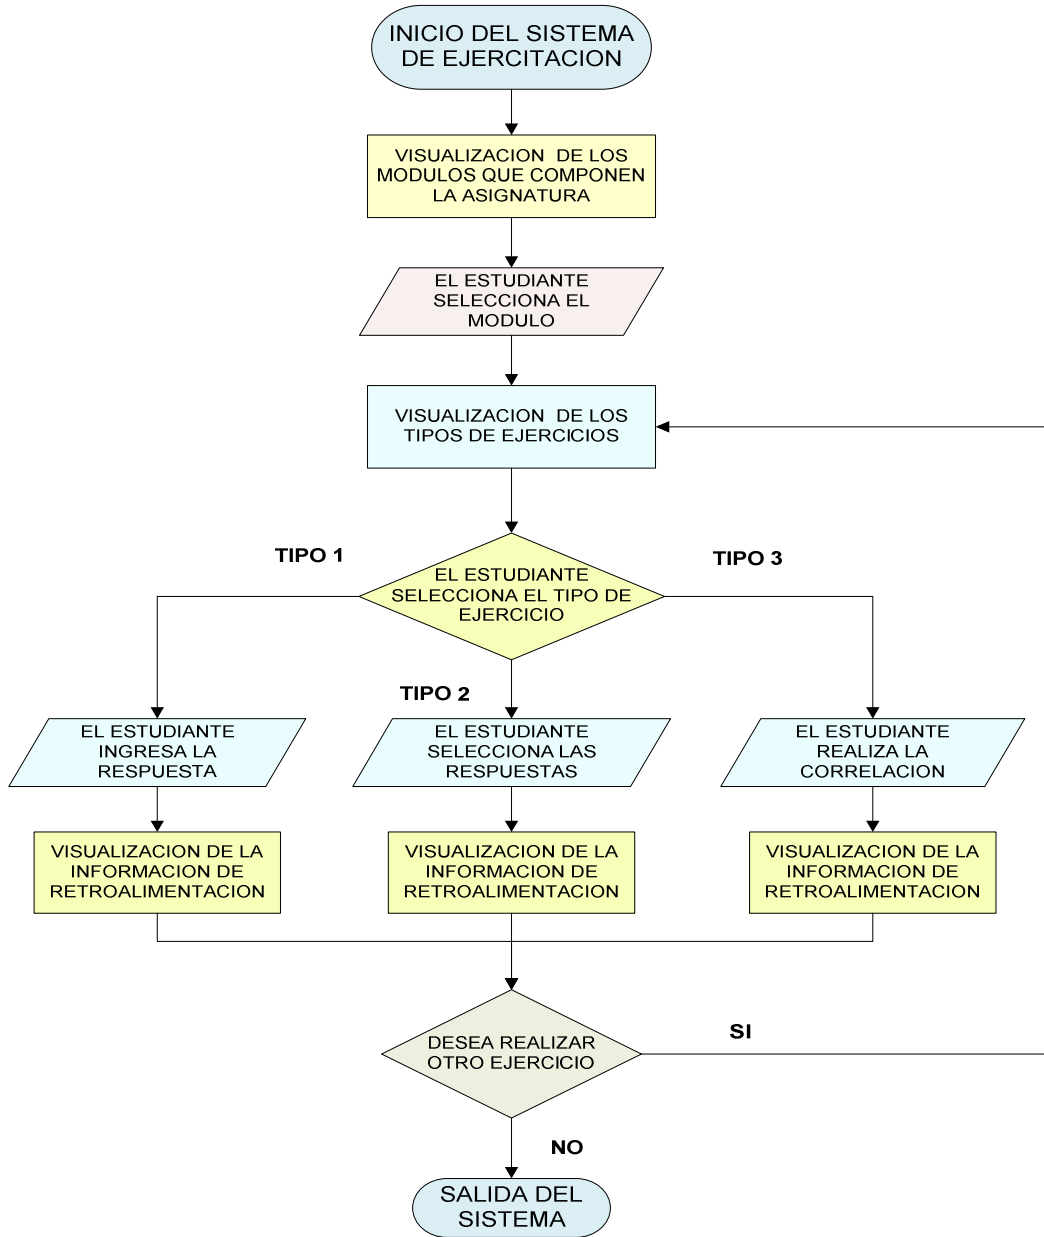 INICIO DEL SISTEMA
DE EJERCITACION
VISUALIZACION DE LOS
MODULOS QUE COMPONEN
LA ASIGNATURA
EL ESTUDIANTE
SELECCIONA EL
MODULO
VISUALIZACION DE LOS
TIPOS DE EJERCICIOS
TIPO 1
TIPO 3
EL ESTUDIANTE
SELECCIONA EL TIPO DE
EJERCICIO
TIPO 2
EL ESTUDIANTE
INGRESA LA
RESPUESTA
EL ESTUDIANTE
SELECCIONA LAS
RESPUESTAS
EL ESTUDIANTE
REALIZA LA
CORRELACION
VISUALIZACION DE LA
INFORMACION DE
RETROALIMENTACION
VISUALIZACION DE LA
INFORMACION DE
RETROALIMENTACION
VISUALIZACION DE LA
INFORMACION DE
RETROALIMENTACION
DESEA REALIZAR
OTRO EJERCICIO
SI
NO
SALIDA DEL
SISTEMA